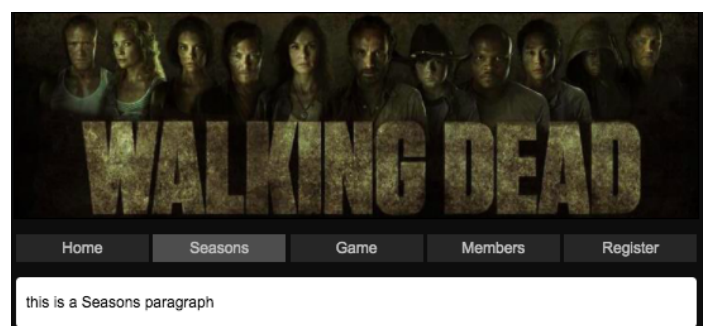 WALKING DEAD
Home Seasons Game Members Register
this is a Seasons paragraph